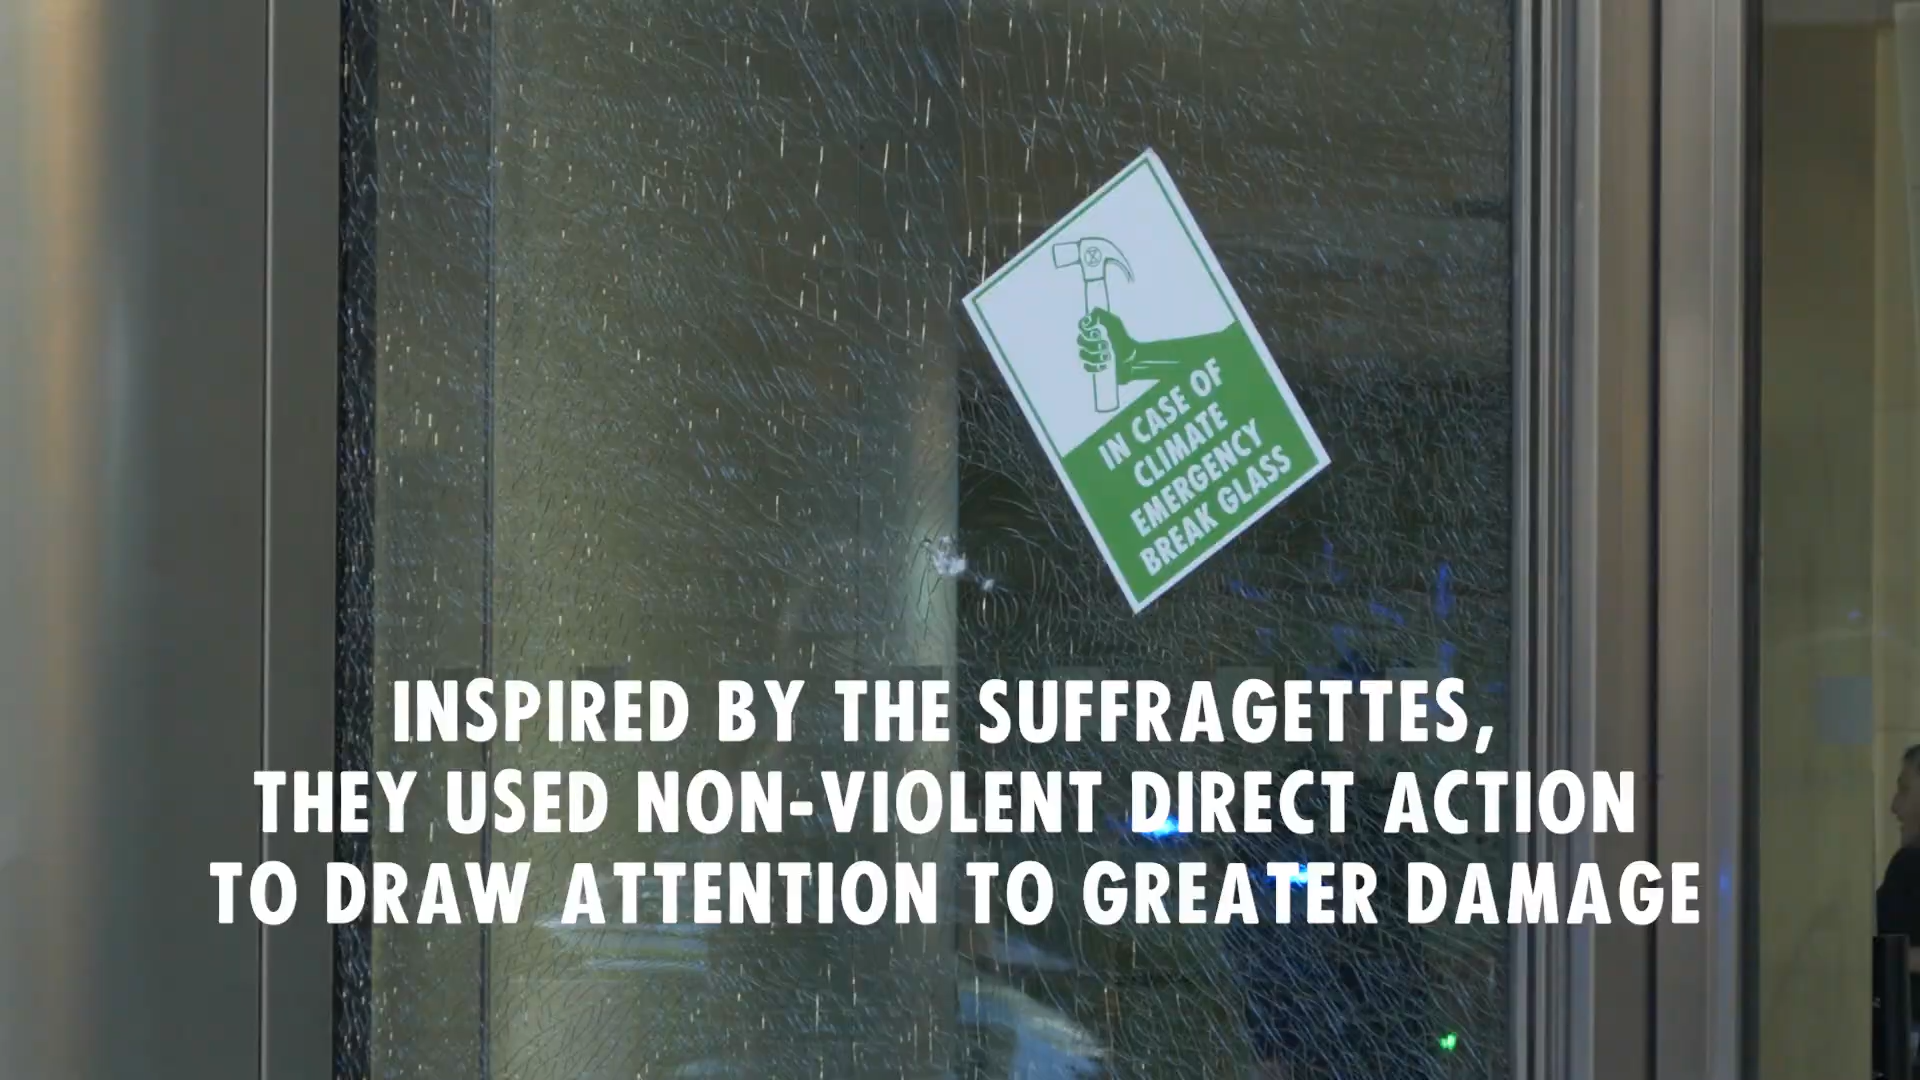 IN CASE OF
CLIMATE
EMERGENCY
BREAK GLASS
INSPIRED BY THE SUFFRAGETTES,
THEY USED NON-VIOLENT DIRECT ACTION
TO DRAW ATTENTION TO GREATER DAMAGE